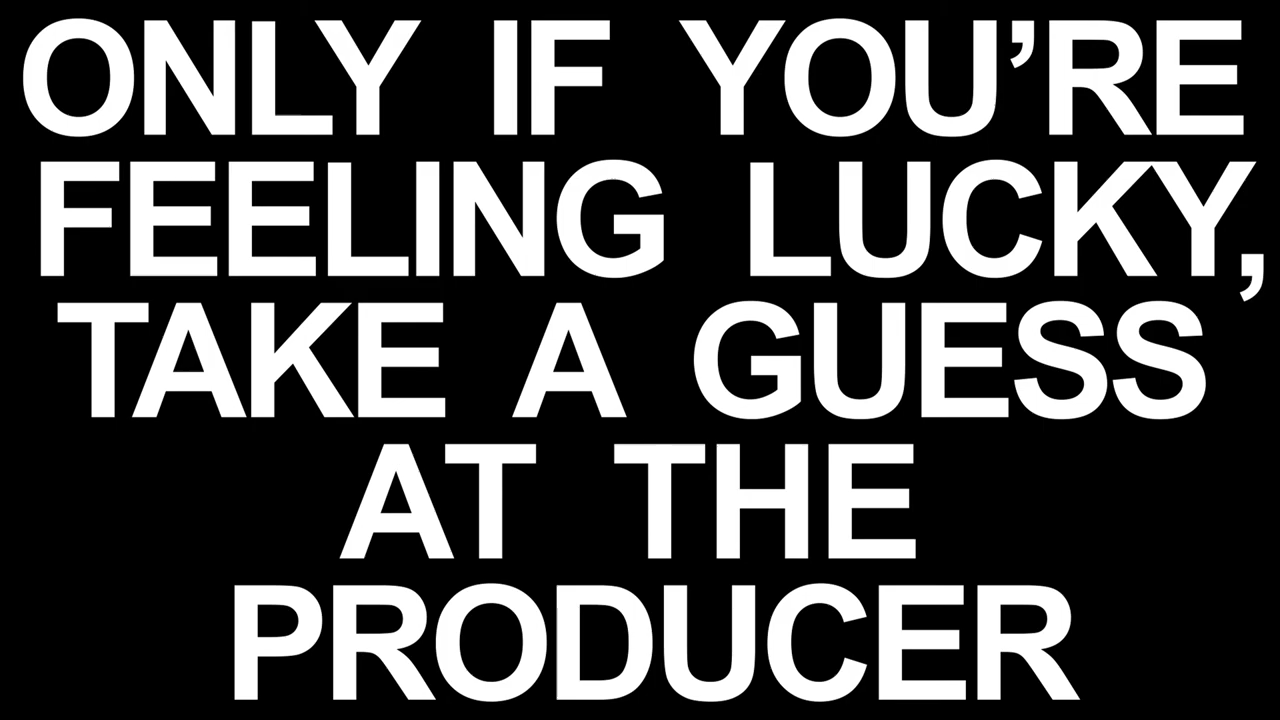 ONLY IF YOU’RE
FEELING LUCKY,
TAKE A GUESS
AT THE
PRODUCER